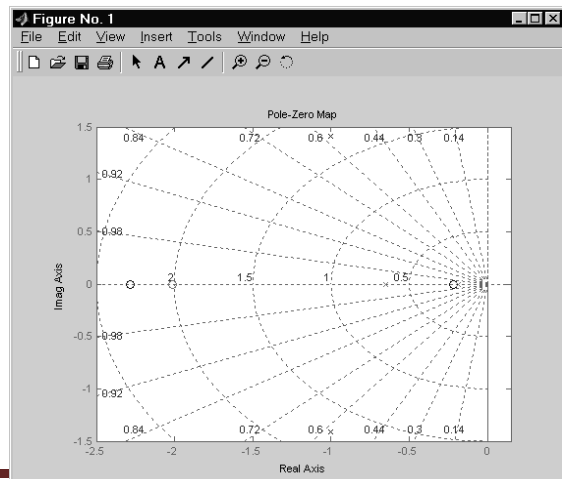 Figure No. 1
File Edit View Insert Tools Window Help
A
Pole-Zero Map
1.5
1
0.5
0
-0.5
-1
-1.5
0.84 0.72 0.6 0.44 0.3 0.14
0.92
0.98
2 1.5 1 0.5
0.98
0.92
0.84 0.72 0.6 0.44 0.3 0.14
-2.5 -2 -1.5 -1 -0.5 0
Imag Axis
Real Axis